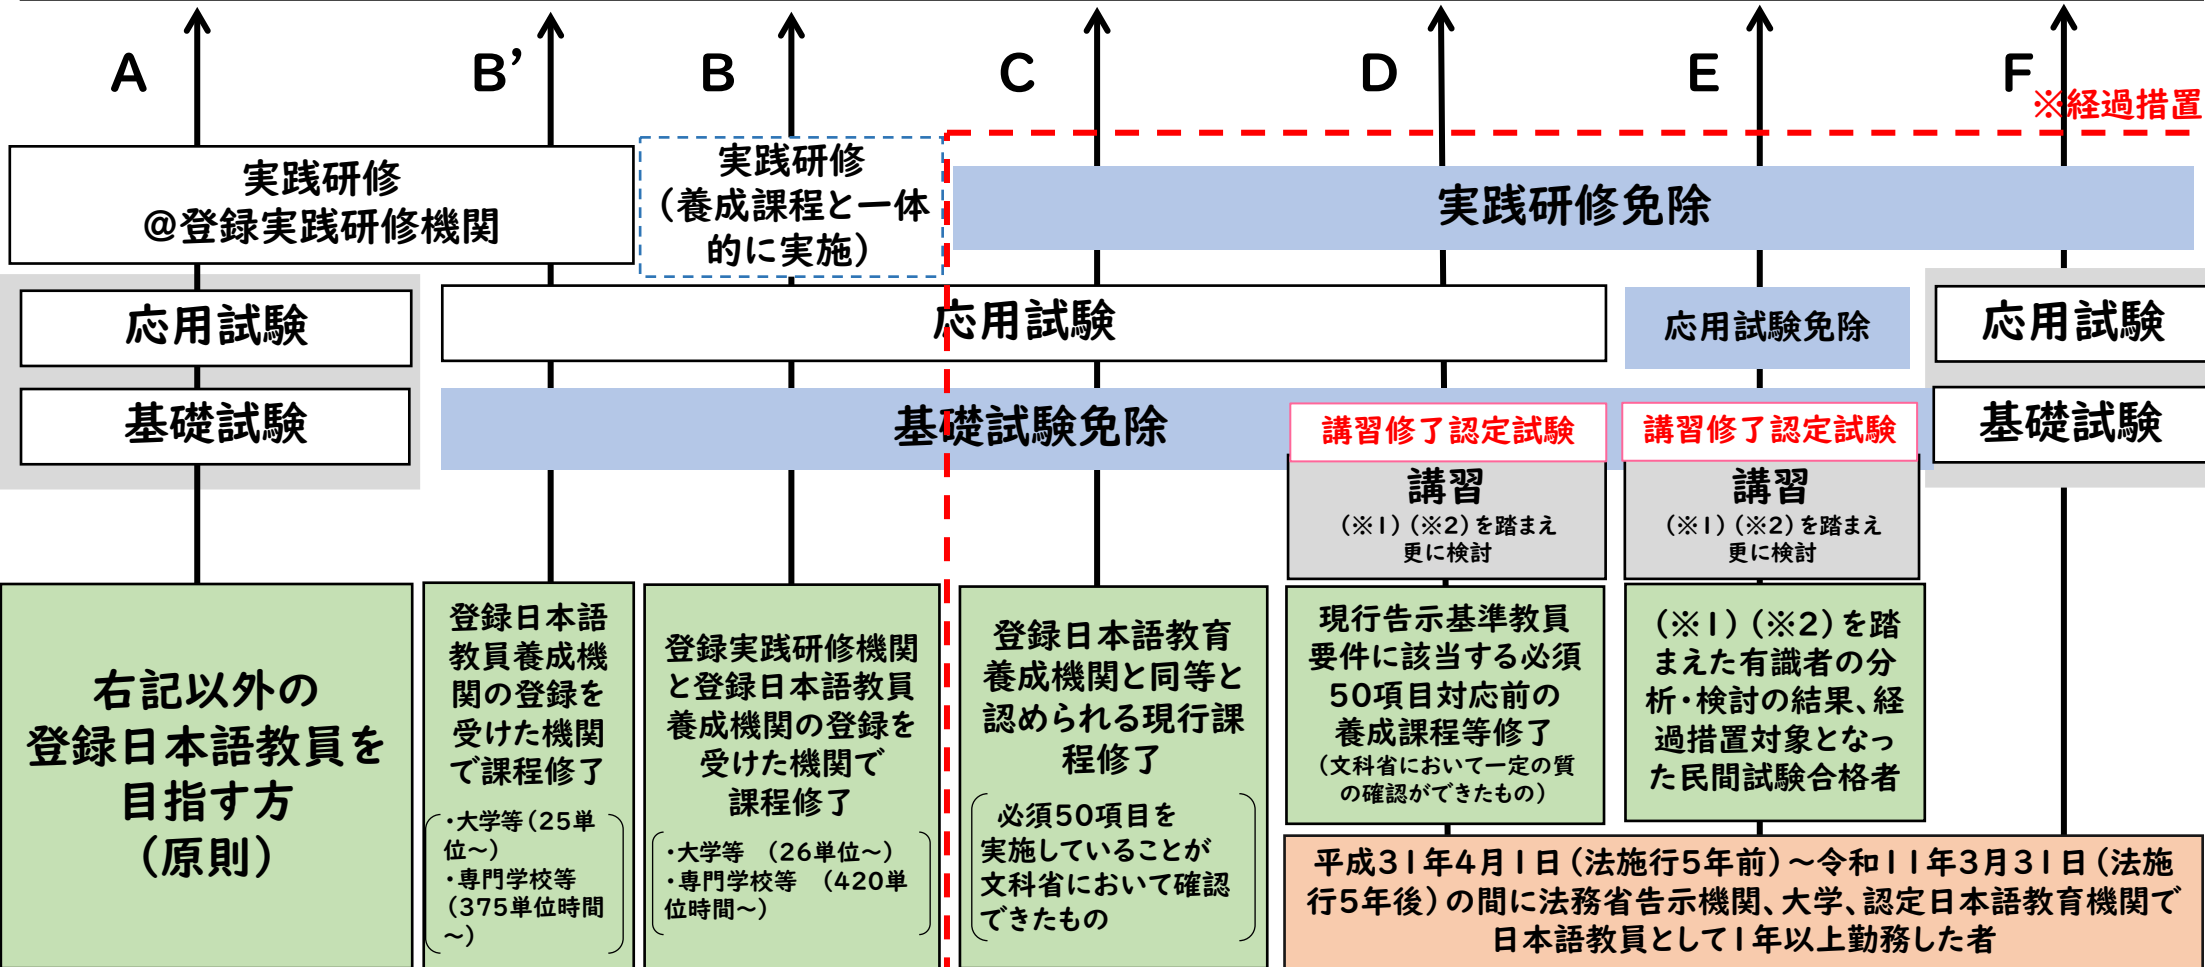 A
B’
B
C
D
E
F
※経過措置
実践研修
@登録実践研修機関
実践研修
（養成課程と一体
的に実施）
実践研修免除
応用試験
応用試験
応用試験免除
応用試験
基礎試験
基礎試験免除
講習修了認定試験
講習修了認定試験
基礎試験
講習
（※1）（※2）を踏まえ
更に検討
講習
（※1）（※2）を踏まえ
更に検討
右記以外の
登録日本語教員を
目指す方
（原則）
登録日本語
教員養成機
関の登録を
受けた機関
で課程修了
・大学等（25単
位～）
・専門学校等
（375単位時間
～）
登録実践研修機関
と登録日本語教員
養成機関の登録を
受けた機関で
課程修了
・大学等　（26単位～）
・専門学校等　（420単
位時間～）
登録日本語教育
養成機関と同等と
認められる現行課
程修了
必須50項目を
実施していることが
文科省において確認
できたもの
現行告示基準教員
要件に該当する必須
50項目対応前の
養成課程等修了
（文科省において一定の質
の確認ができたもの）
（※1）（※2）を踏
まえた有識者の分
析・検討の結果、経
過措置対象となっ
た民間試験合格者
平成31年4月1日（法施行5年前）～令和11年3月31日（法施
行5年後）の間に法務省告示機関、大学、認定日本語教育機関で
日本語教員として1年以上勤務した者